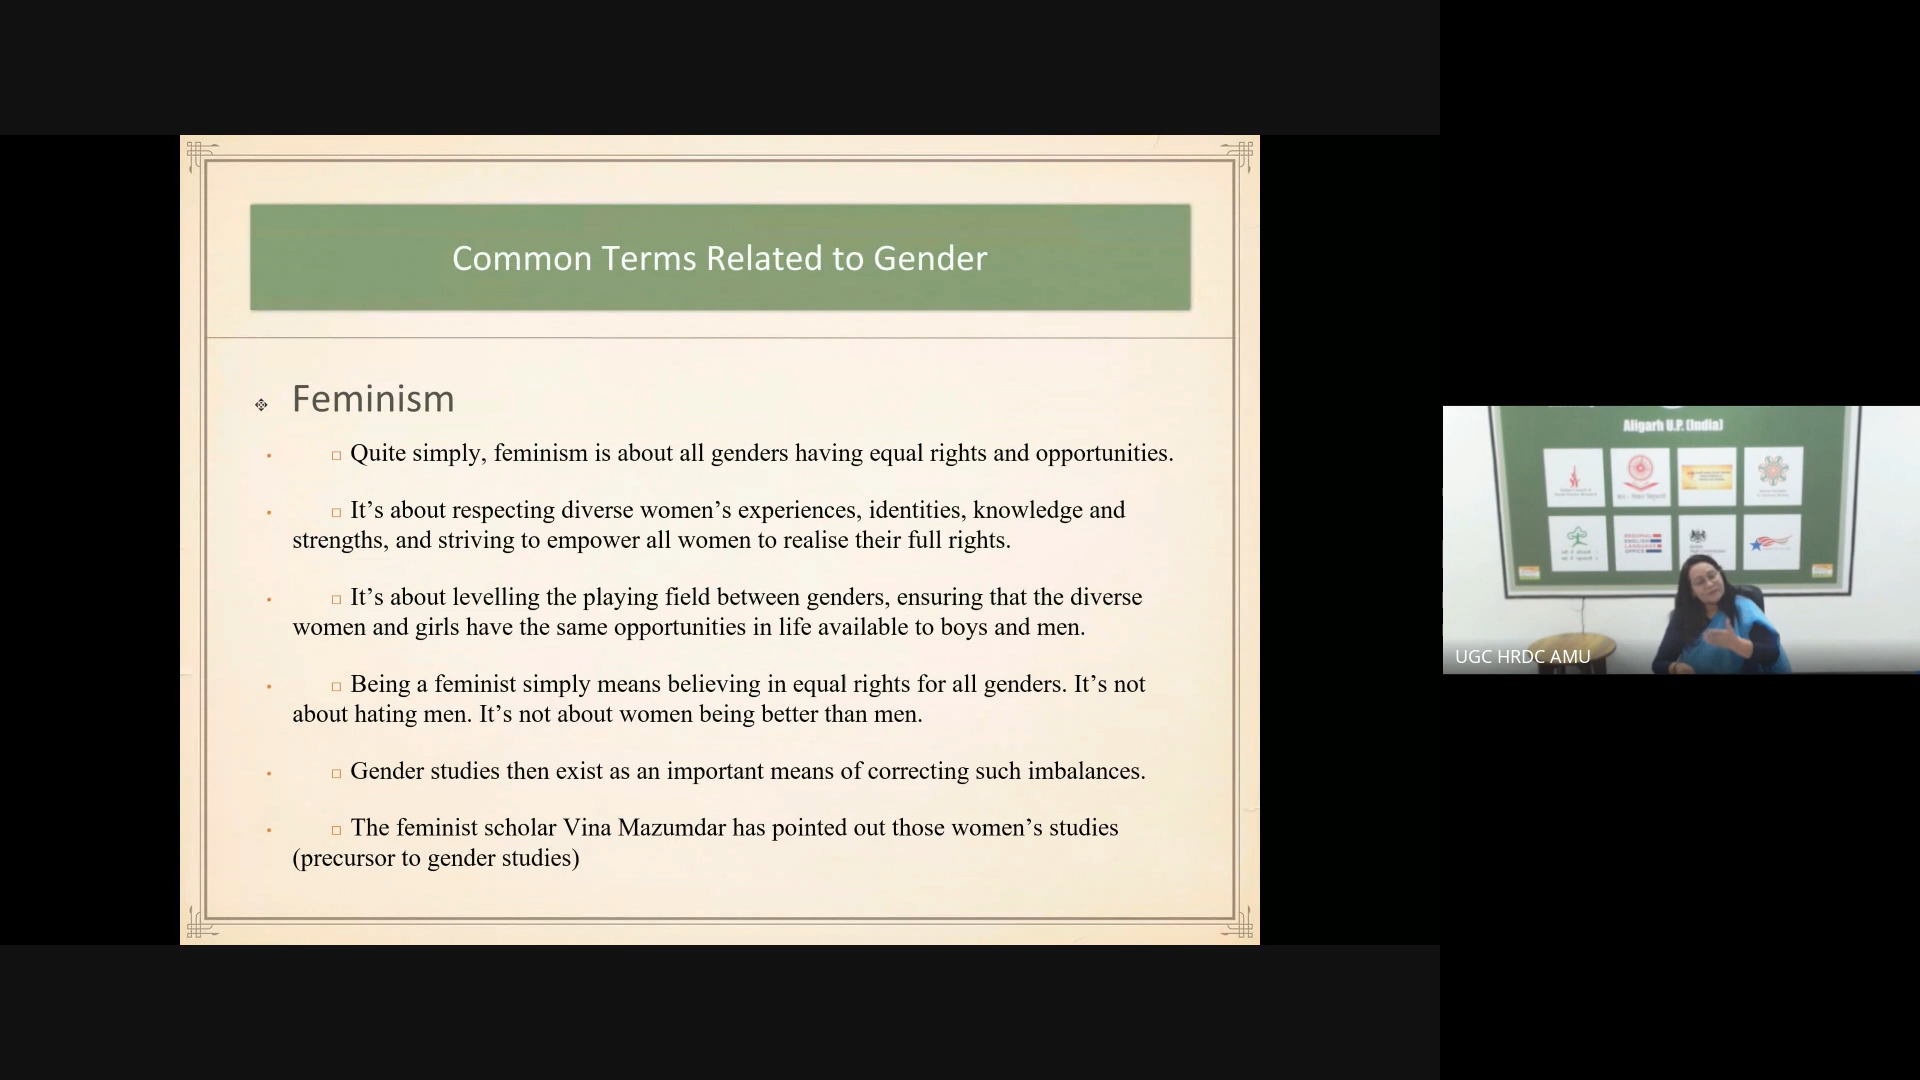 Common Terms Related to Gender
Feminism
Quite simply, feminism is about all genders having equal rights and opportunities.
It’s about respecting diverse women’s experiences, identities, knowledge and
strengths, and striving to empower all women to realise their full rights.
It’s about levelling the playing field between genders, ensuring that the diverse
women and girls have the same opportunities in life available to boys and men.
Being a feminist simply means believing in equal rights for all genders. It’s not
about hating men. It’s not about women being better than men.
Gender studies then exist as an important means of correcting such imbalances.
The feminist scholar Vina Mazumdar has pointed out those women’s studies
(precursor to gender studies)
Aligarh U.P. (India)
REGIONAL
ENGLISH
LANGUAGE
OFFICE
UGC HRDC AMU